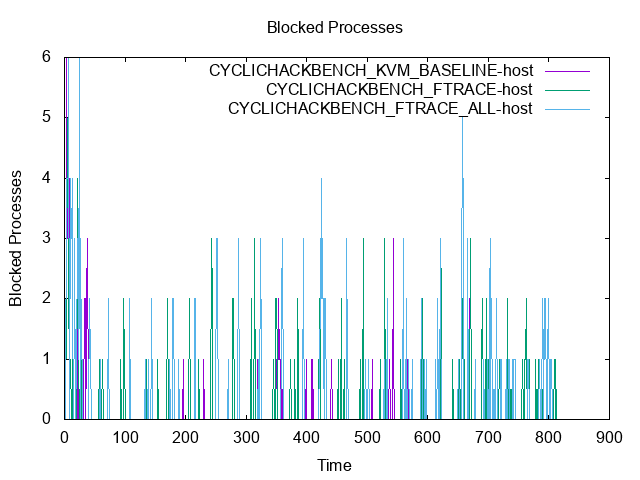 Blocked Processes
CYCLICHACKBENCH_KVM_BASELINE-host
CYCLICHACKBENCH_FTRACE-host
CYCLICHACKBENCH_FTRACE_ALL-host
6
5
4
3
2
1
0
Blocked Processes
0 100 200 300 400 500 600 700 800 900
Time